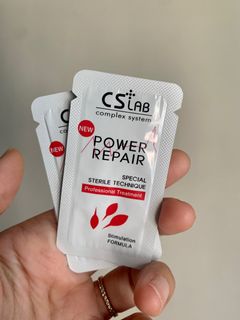 CS LAB
complex system
NEW
POWER
REPAIR
SPECIAL
STERILE TECHNIQUE
Professional Treatment
Stimulation
FORMULA